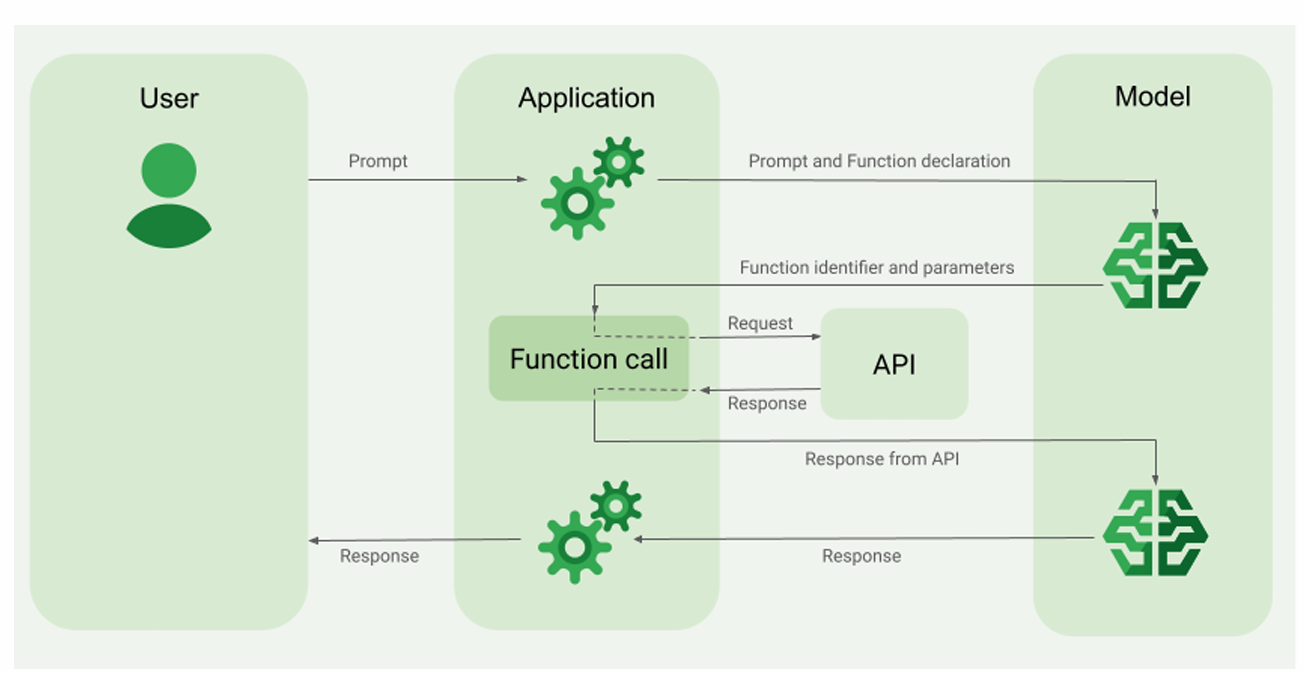 User
Application
Model
Prompt
Prompt and Function declaration
Function identifier and parameters
Request
Function call
API
Response
Response from API
Response
Response